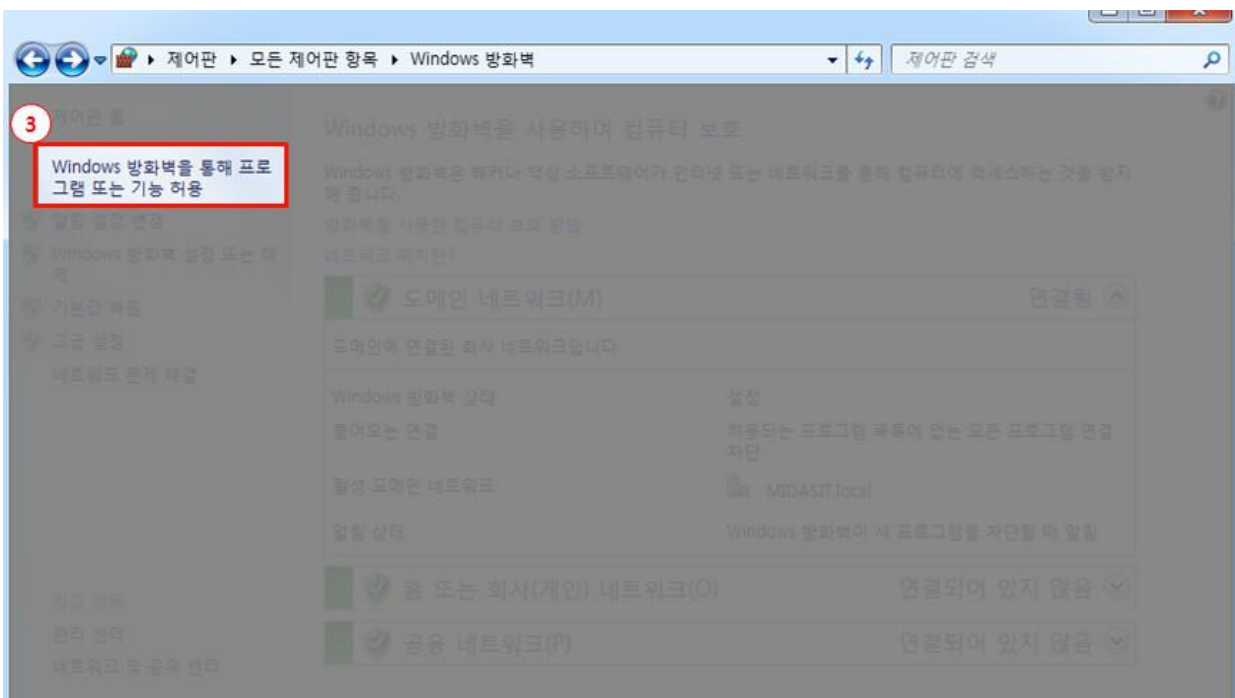 제어판 ▸ 모든 제어판 항목 ▸ Windows 방화벽
제어판 검색
3
제어판 홈
Windows 방화벽을 통해 프로
그램 또는 기능 허용
알림 설정 변경
Windows 방화벽 설정 또는 해
제
기본값 복원
고급 설정
네트워크 문제 해결
참고 항목
관리 센터
네트워크 및 공유 센터
Windows 방화벽을 사용하여 컴퓨터 보호
Windows 방화벽은 해커나 악성 소프트웨어가 인터넷 또는 네트워크를 통해 컴퓨터에 액세스하는 것을 방지
해 줍니다.
방화벽을 사용한 컴퓨터 보호 방법
네트워크 위치란?
도메인 네트워크(M) 연결됨
도메인에 연결된 회사 네트워크입니다.
Windows 방화벽 상태: 설정
들어오는 연결: 허용되는 프로그램 목록에 없는 모든 프로그램 연결
차단
활성 도메인 네트워크: MIDASIT.local
알림 상태: Windows 방화벽이 새 프로그램을 차단할 때 알림
홈 또는 회사(개인) 네트워크(O) 연결되어 있지 않음
공용 네트워크(P) 연결되어 있지 않음